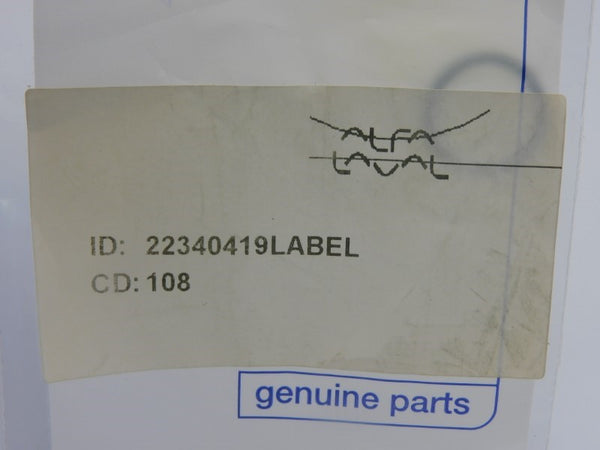 ALFA
LAVAL
ID: 22340419LABEL
CD: 108
genuine parts